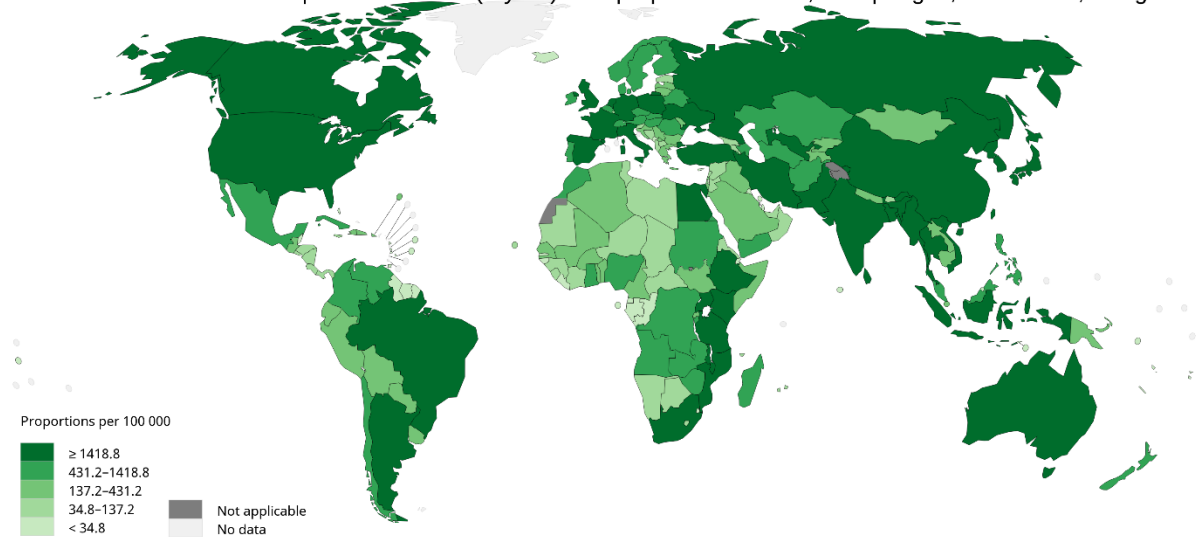 Proportions per 100 000
≥ 1418.8
431.2–1418.8
137.2–431.2
34.8–137.2
< 34.8
Not applicable
No data